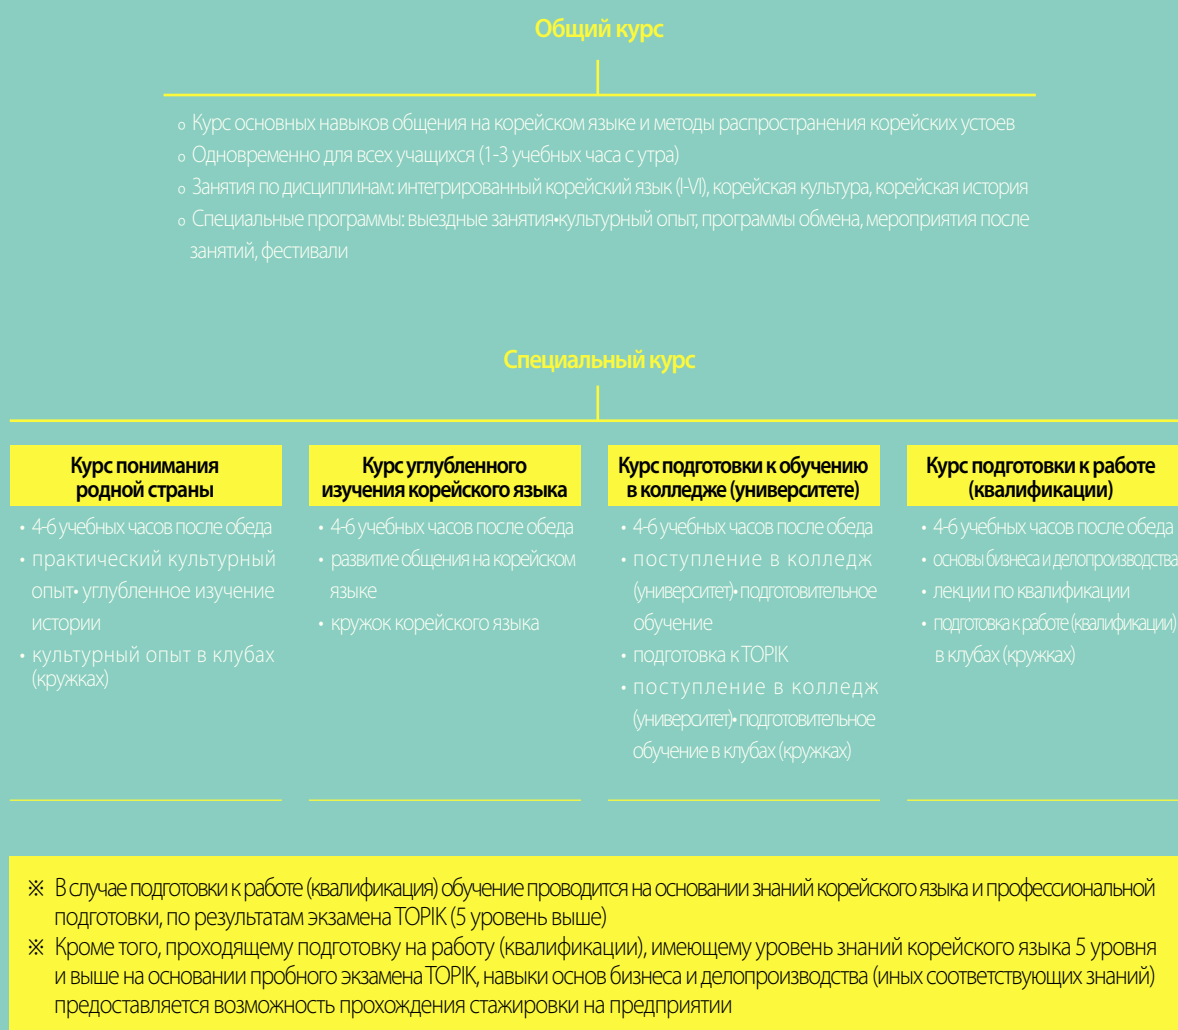 Общий курс
o Курс основных навыков общения на корейском языке и методы распространения корейских устоев
o Одновременно для всех учащихся (1-3 учебных часа с утра)
o Занятия по дисциплинам: интегрированный корейский язык (I-VI), корейская культура, корейская история
o Специальные программы: выездные занятия•культурный опыт, программы обмена, мероприятия после
занятий, фестивали
Специальный курс
Курс понимания
родной страны
• 4-6 учебных часов после обеда
• практический культурный
опыт• углубленное изучение
истории
• культурный опыт в клубах
(кружках)
Курс углубленного
изучения корейского языка
• 4-6 учебных часов после обеда
• развитие общения на корейском
языке
• кружок корейского языка
Курс подготовки к обучению
в колледже (университете)
• 4-6 учебных часов после обеда
• поступление в колледж
(университет)• подготовительное
обучение
• подготовка к TOPIK
• поступление в колледж
(университет)• подготовительное
обучение в клубах (кружках)
Курс подготовки к работе
(квалификации)
• 4-6 учебных часов после обеда
• основы бизнеса и делопроизводства
• лекции по квалификации
• подготовка к работе (квалификации)
в клубах (кружках)
※ В случае подготовки к работе (квалификация) обучение проводится на основании знаний корейского языка и профессиональной
подготовки, по результатам экзамена TOPIK (5 уровень выше)
※ Кроме того, проходящему подготовку на работу (квалификации), имеющему уровень знаний корейского языка 5 уровня
и выше на основании пробного экзамена TOPIK, навыки основ бизнеса и делопроизводства (иных соответствующих знаний)
предоставляется возможность прохождения стажировки на предприятии